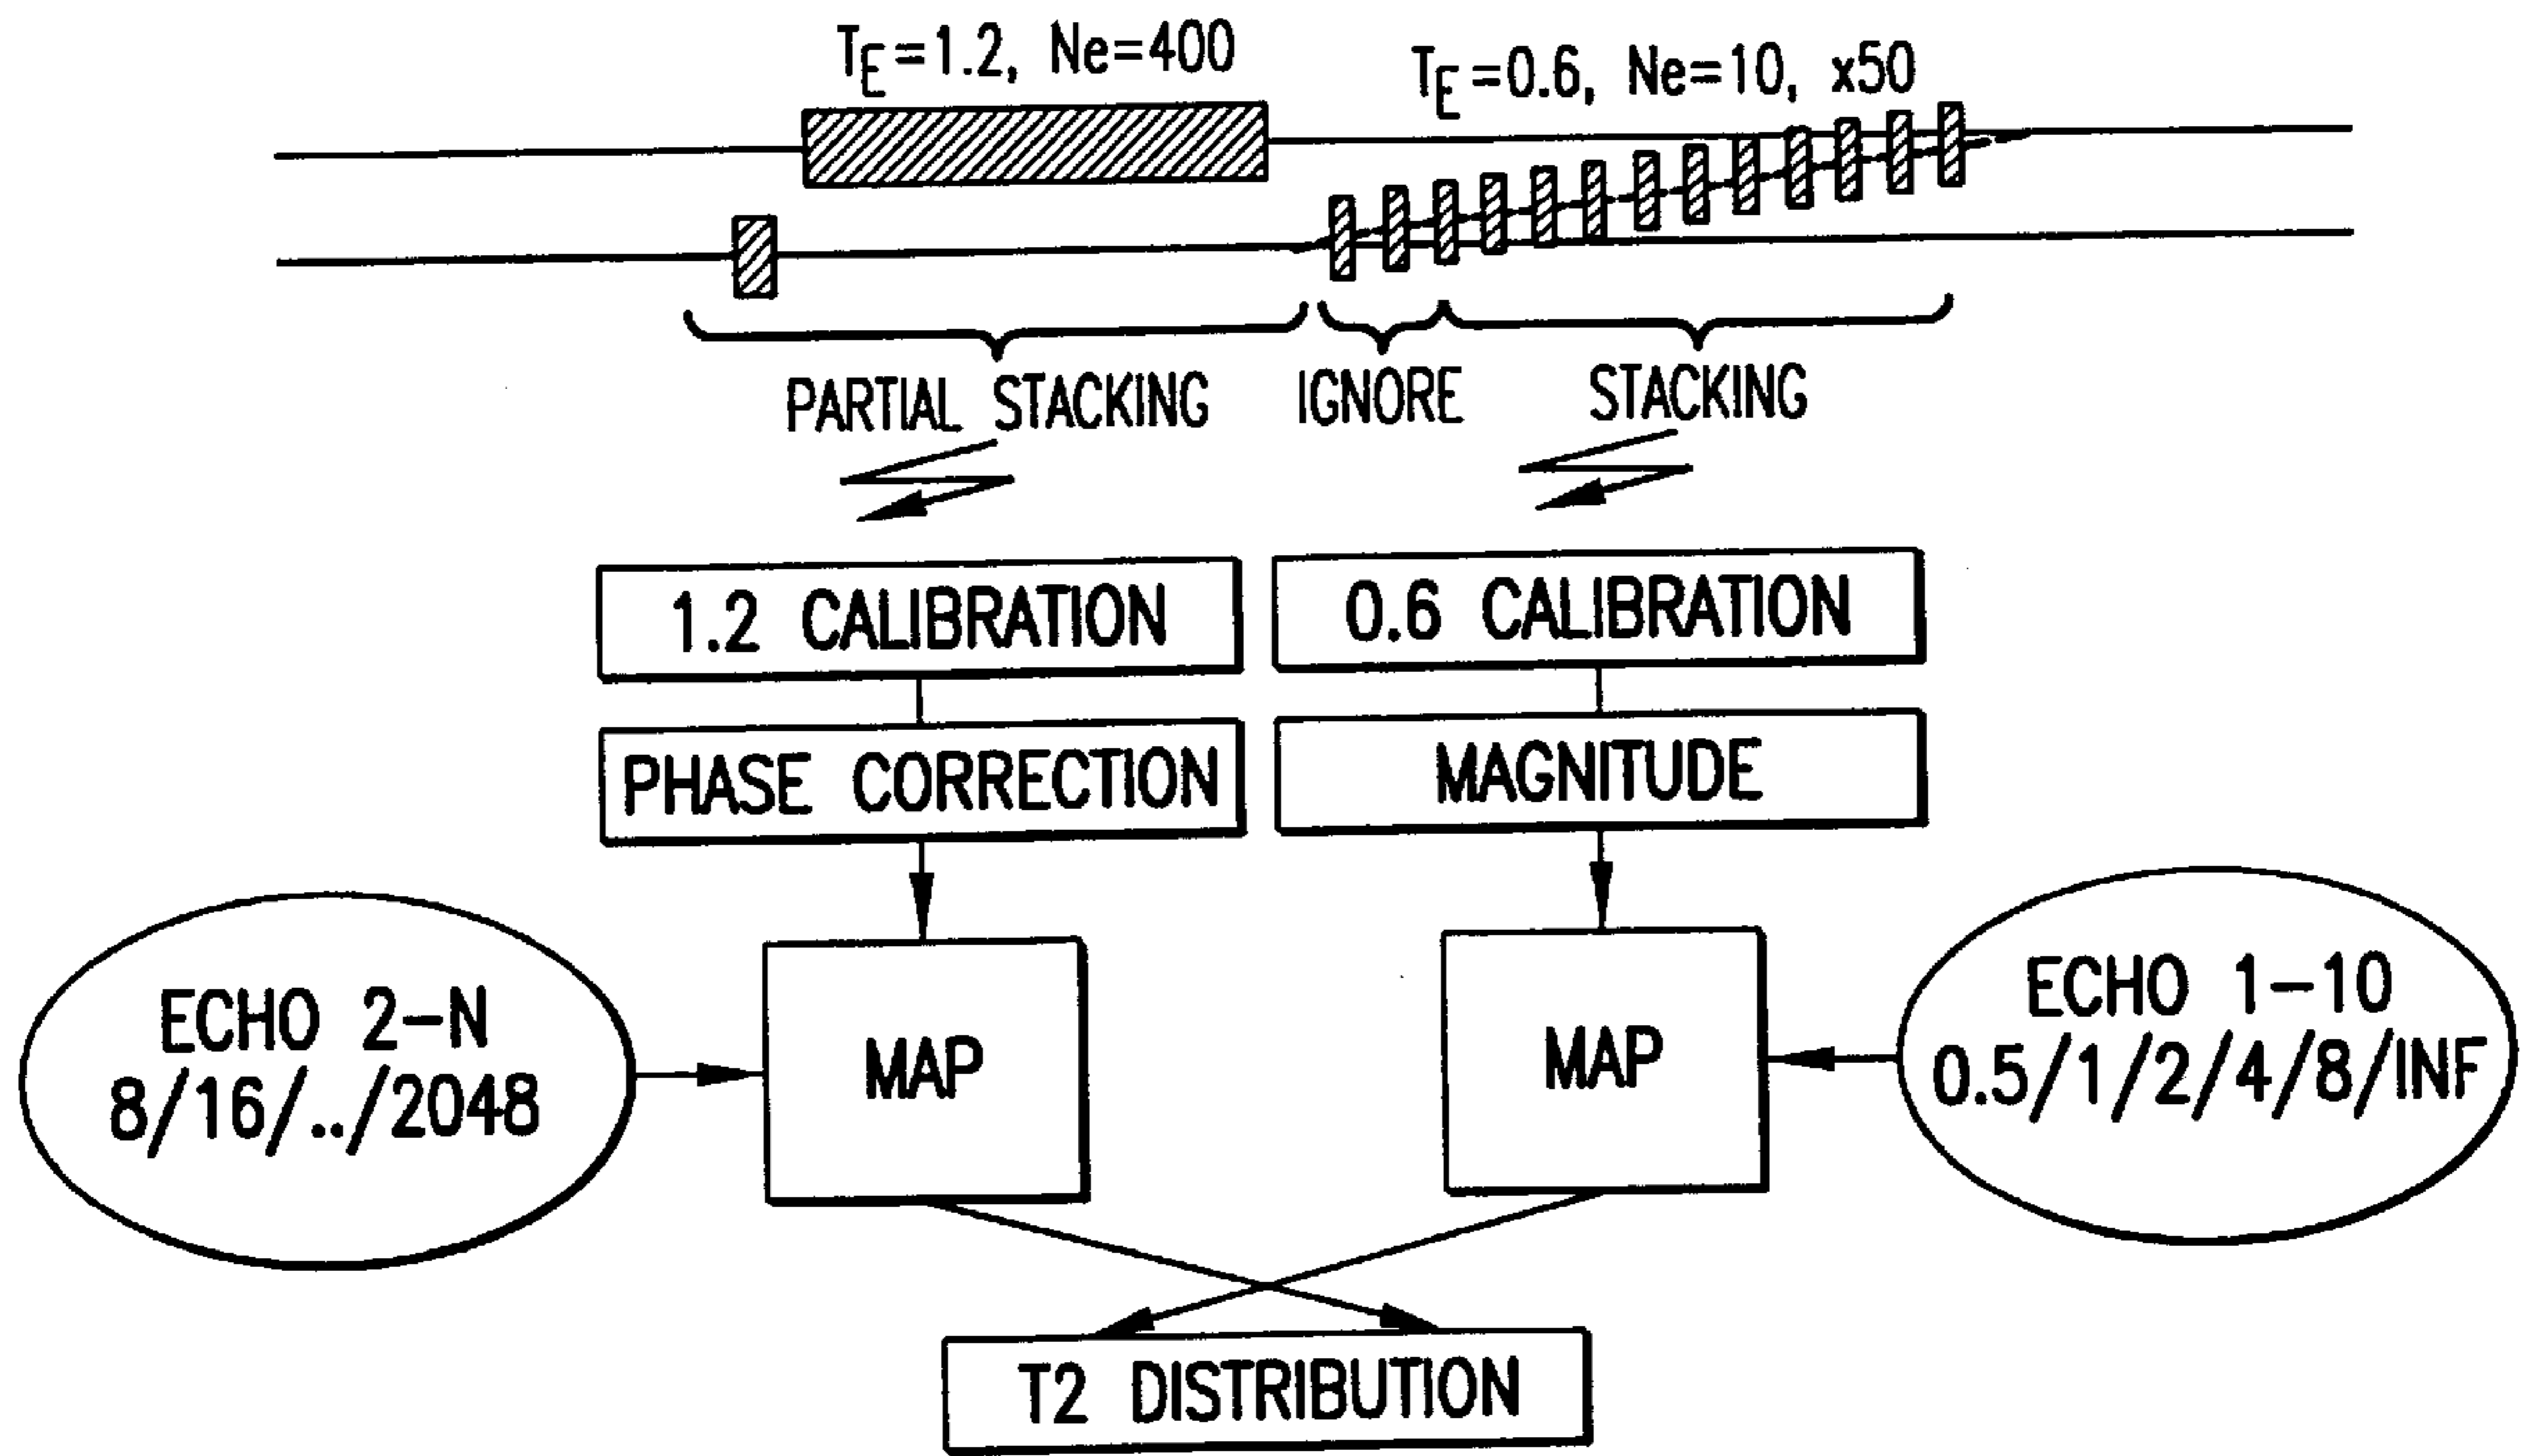 TE=1.2, Ne=400
TE=0.6, Ne=10, x50
PARTIAL STACKING
IGNORE
STACKING
1.2 CALIBRATION
0.6 CALIBRATION
PHASE CORRECTION
MAGNITUDE
ECHO 2-N
8/16/../2048
MAP
MAP
ECHO 1-10
0.5/1/2/4/8/INF
T2 DISTRIBUTION